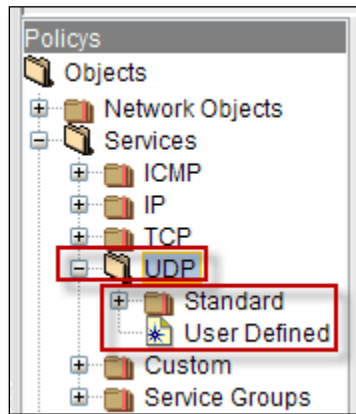 Policys
Objects
Network Objects
Services
ICMP
IP
TCP
UDP
Standard
User Defined
Custom
Service Groups